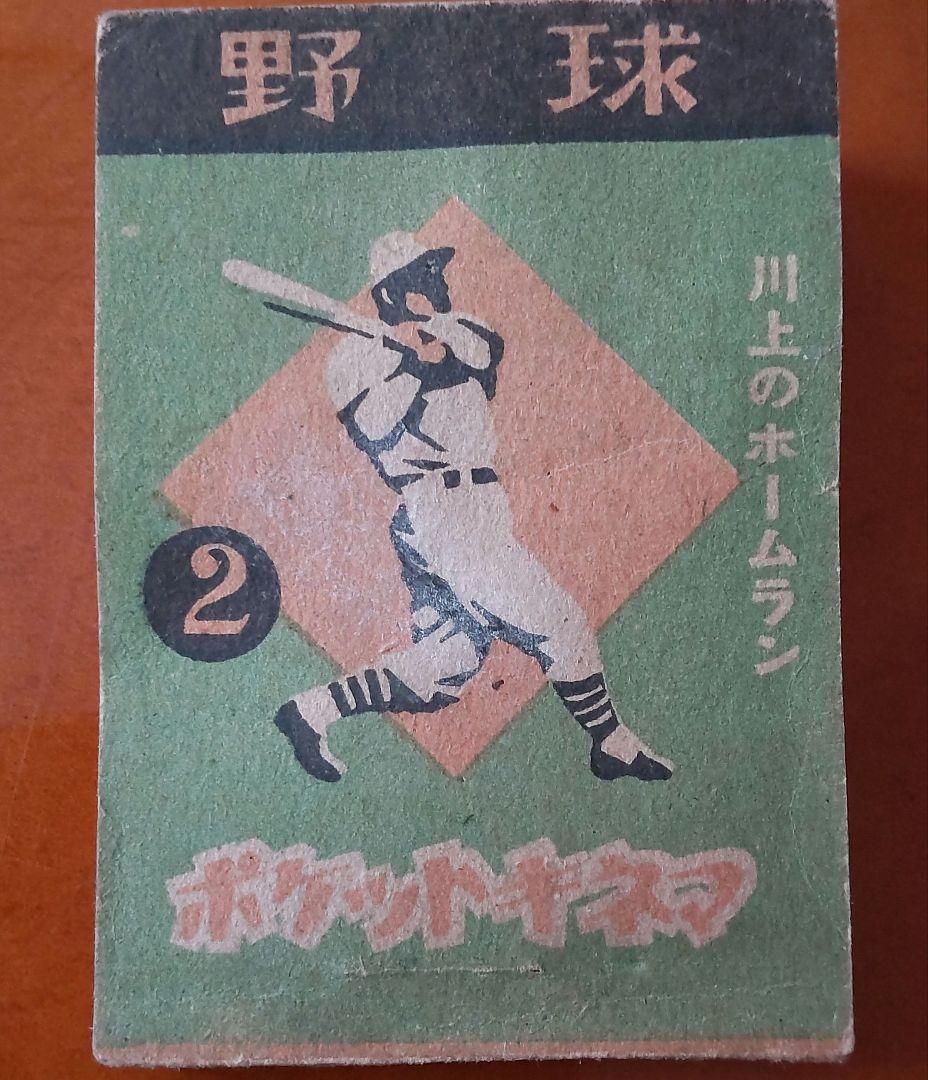 野球
川上のホームラン
2
ポケットキネマ